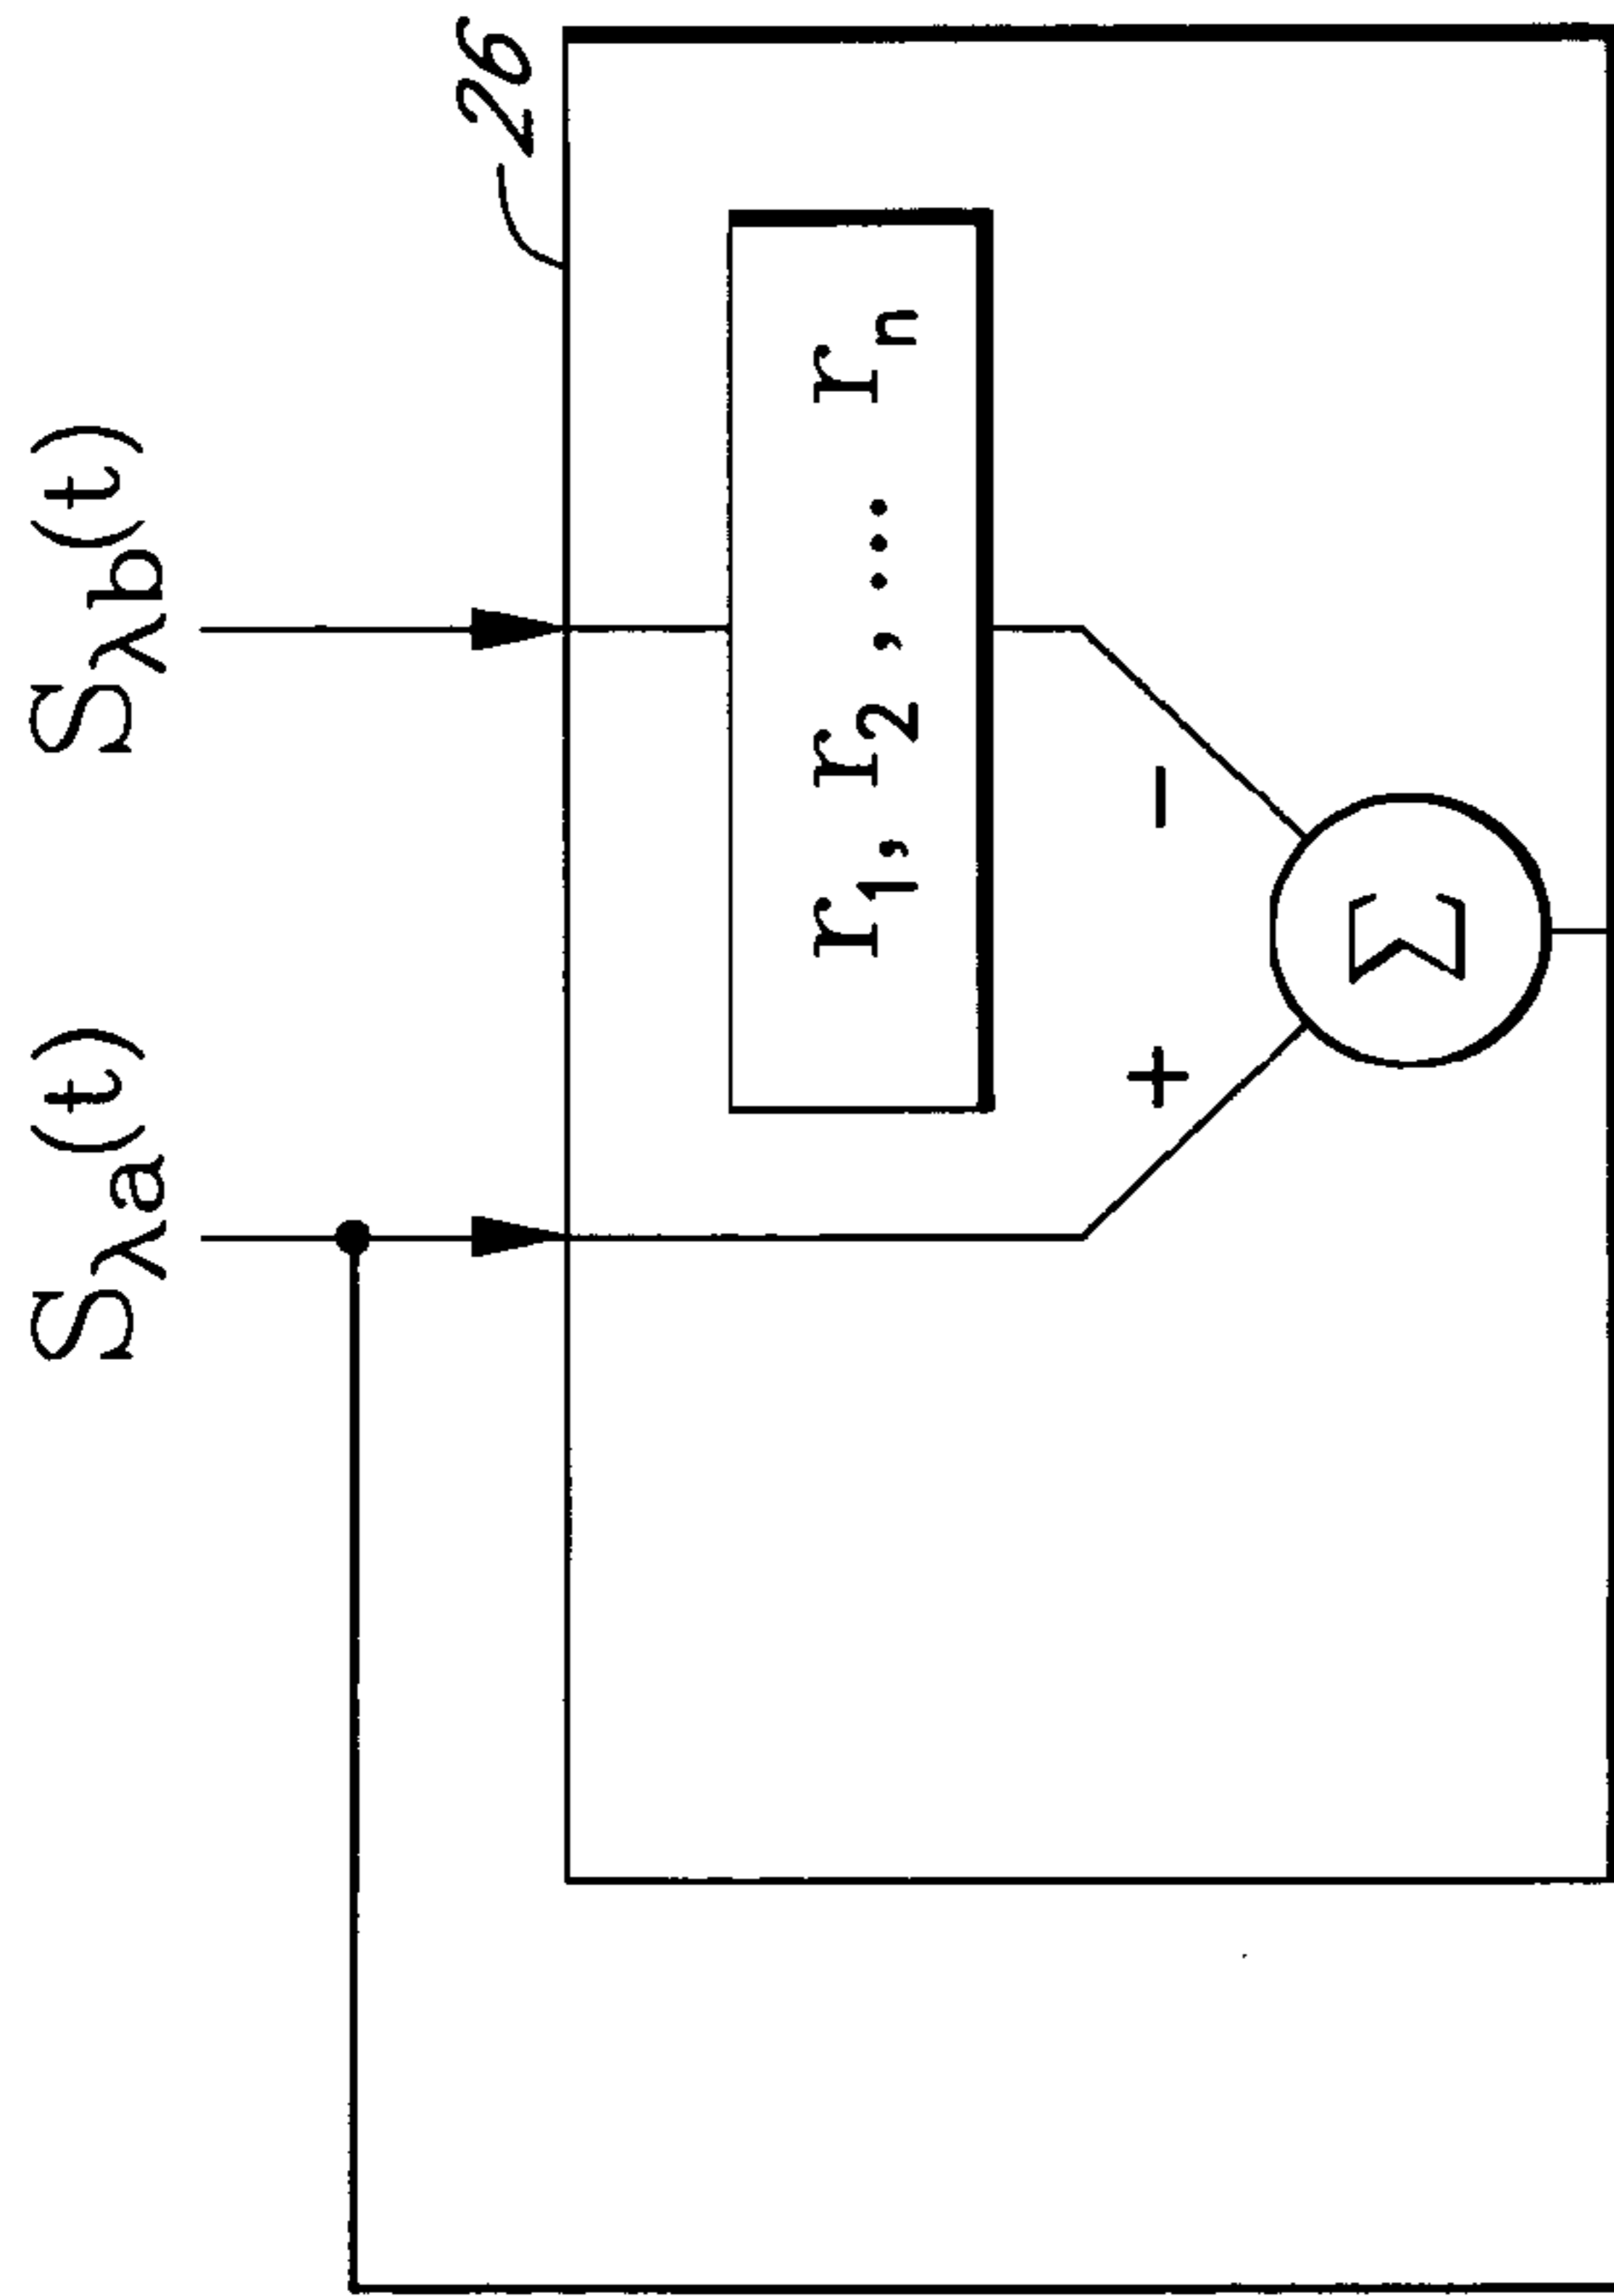 Sλa(t)
Sλb(t)
26
r1, r2, ... rn
+
−
Σ